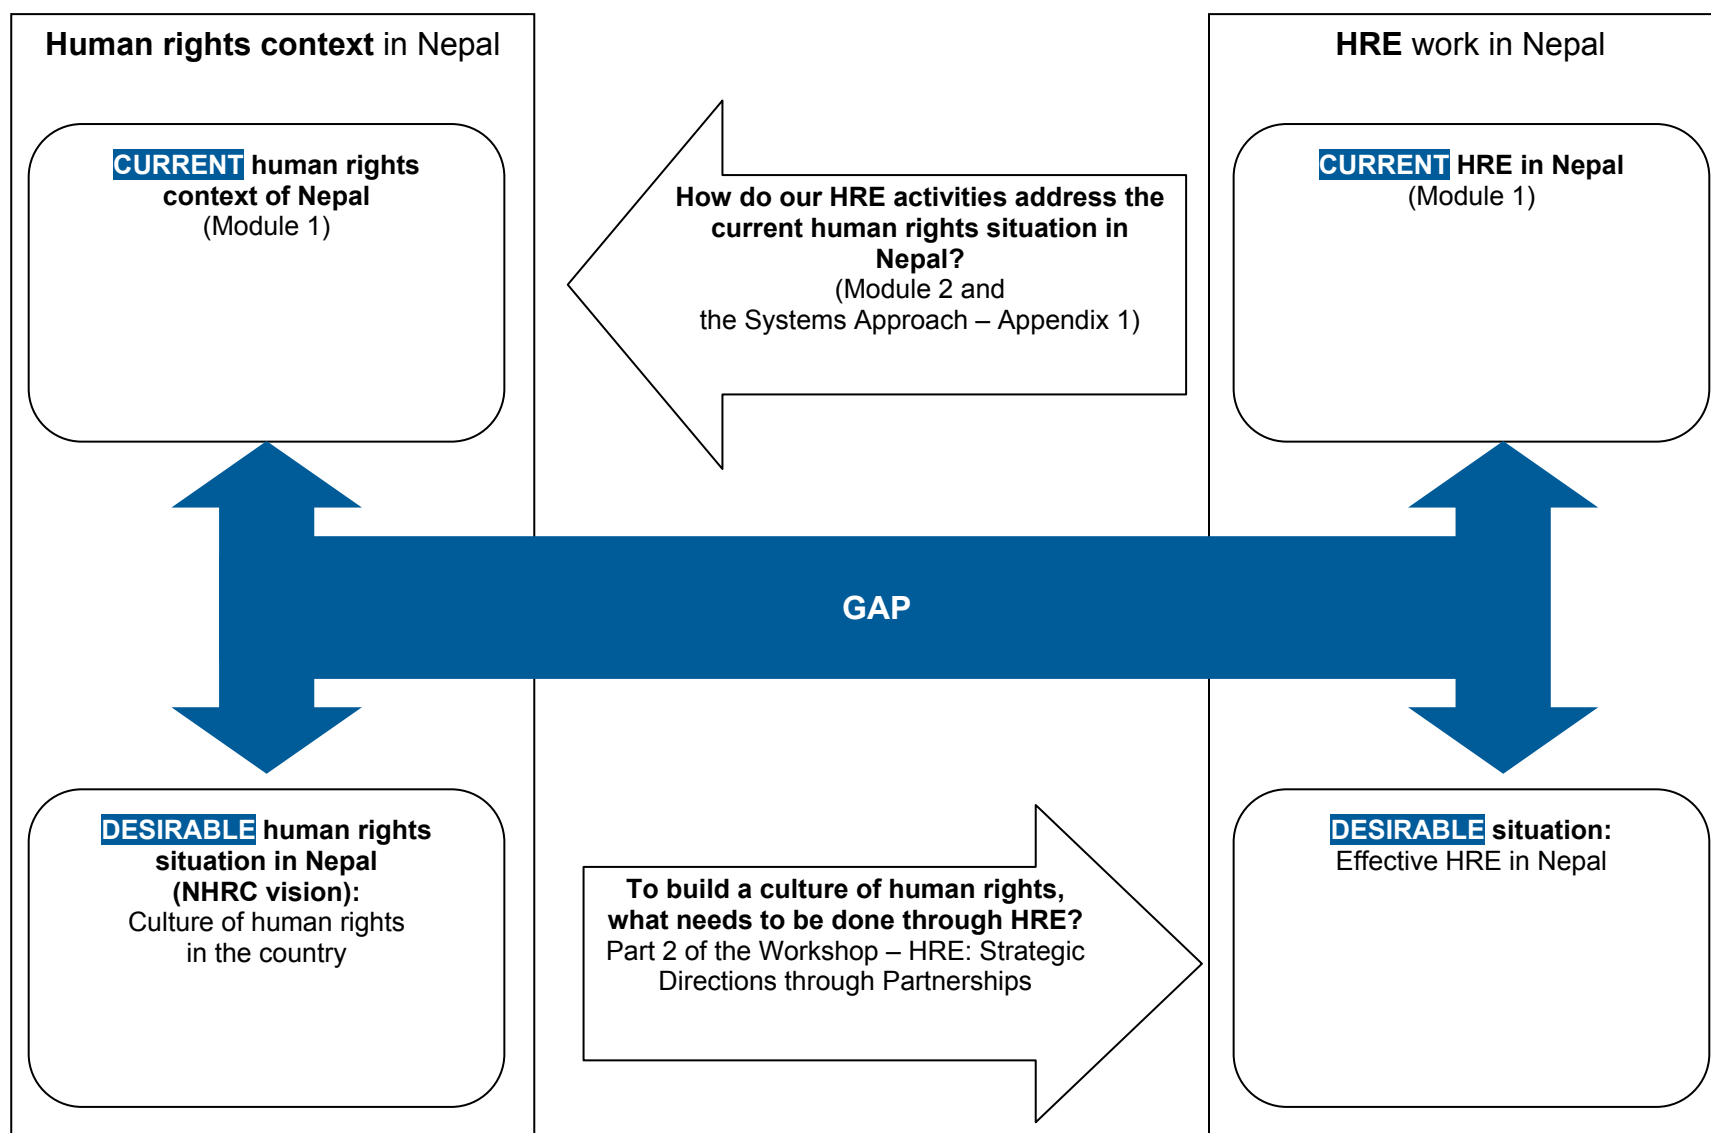 Human rights context in Nepal
CURRENT human rights
context of Nepal
(Module 1)
How do our HRE activities address the
current human rights situation in
Nepal?
(Module 2 and
the Systems Approach – Appendix 1)
HRE work in Nepal
CURRENT HRE in Nepal
(Module 1)
GAP
DESIRABLE human rights
situation in Nepal
(NHRC vision):
Culture of human rights
in the country
To build a culture of human rights,
what needs to be done through HRE?
Part 2 of the Workshop – HRE: Strategic
Directions through Partnerships
DESIRABLE situation:
Effective HRE in Nepal